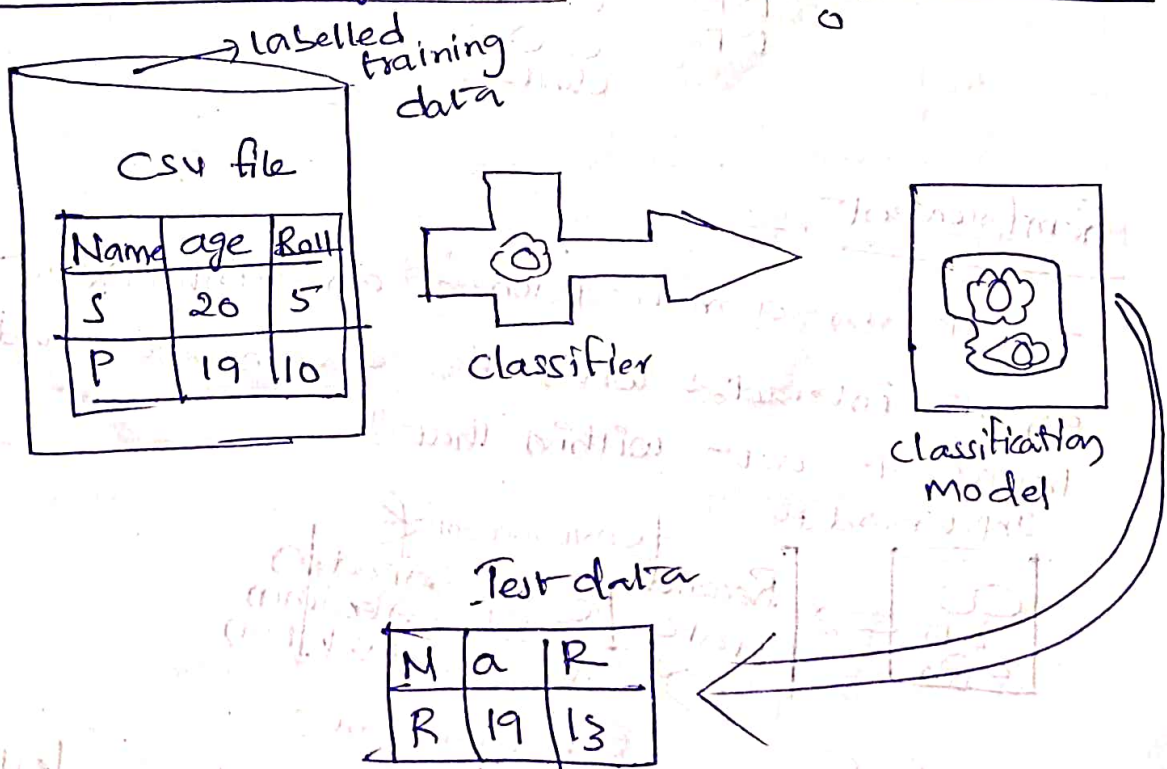 labelled
training
data
CSV file
Name age Roll
S 20 5
P 19 10
classifier
classification
Model
Test data
N a R
R 19 13